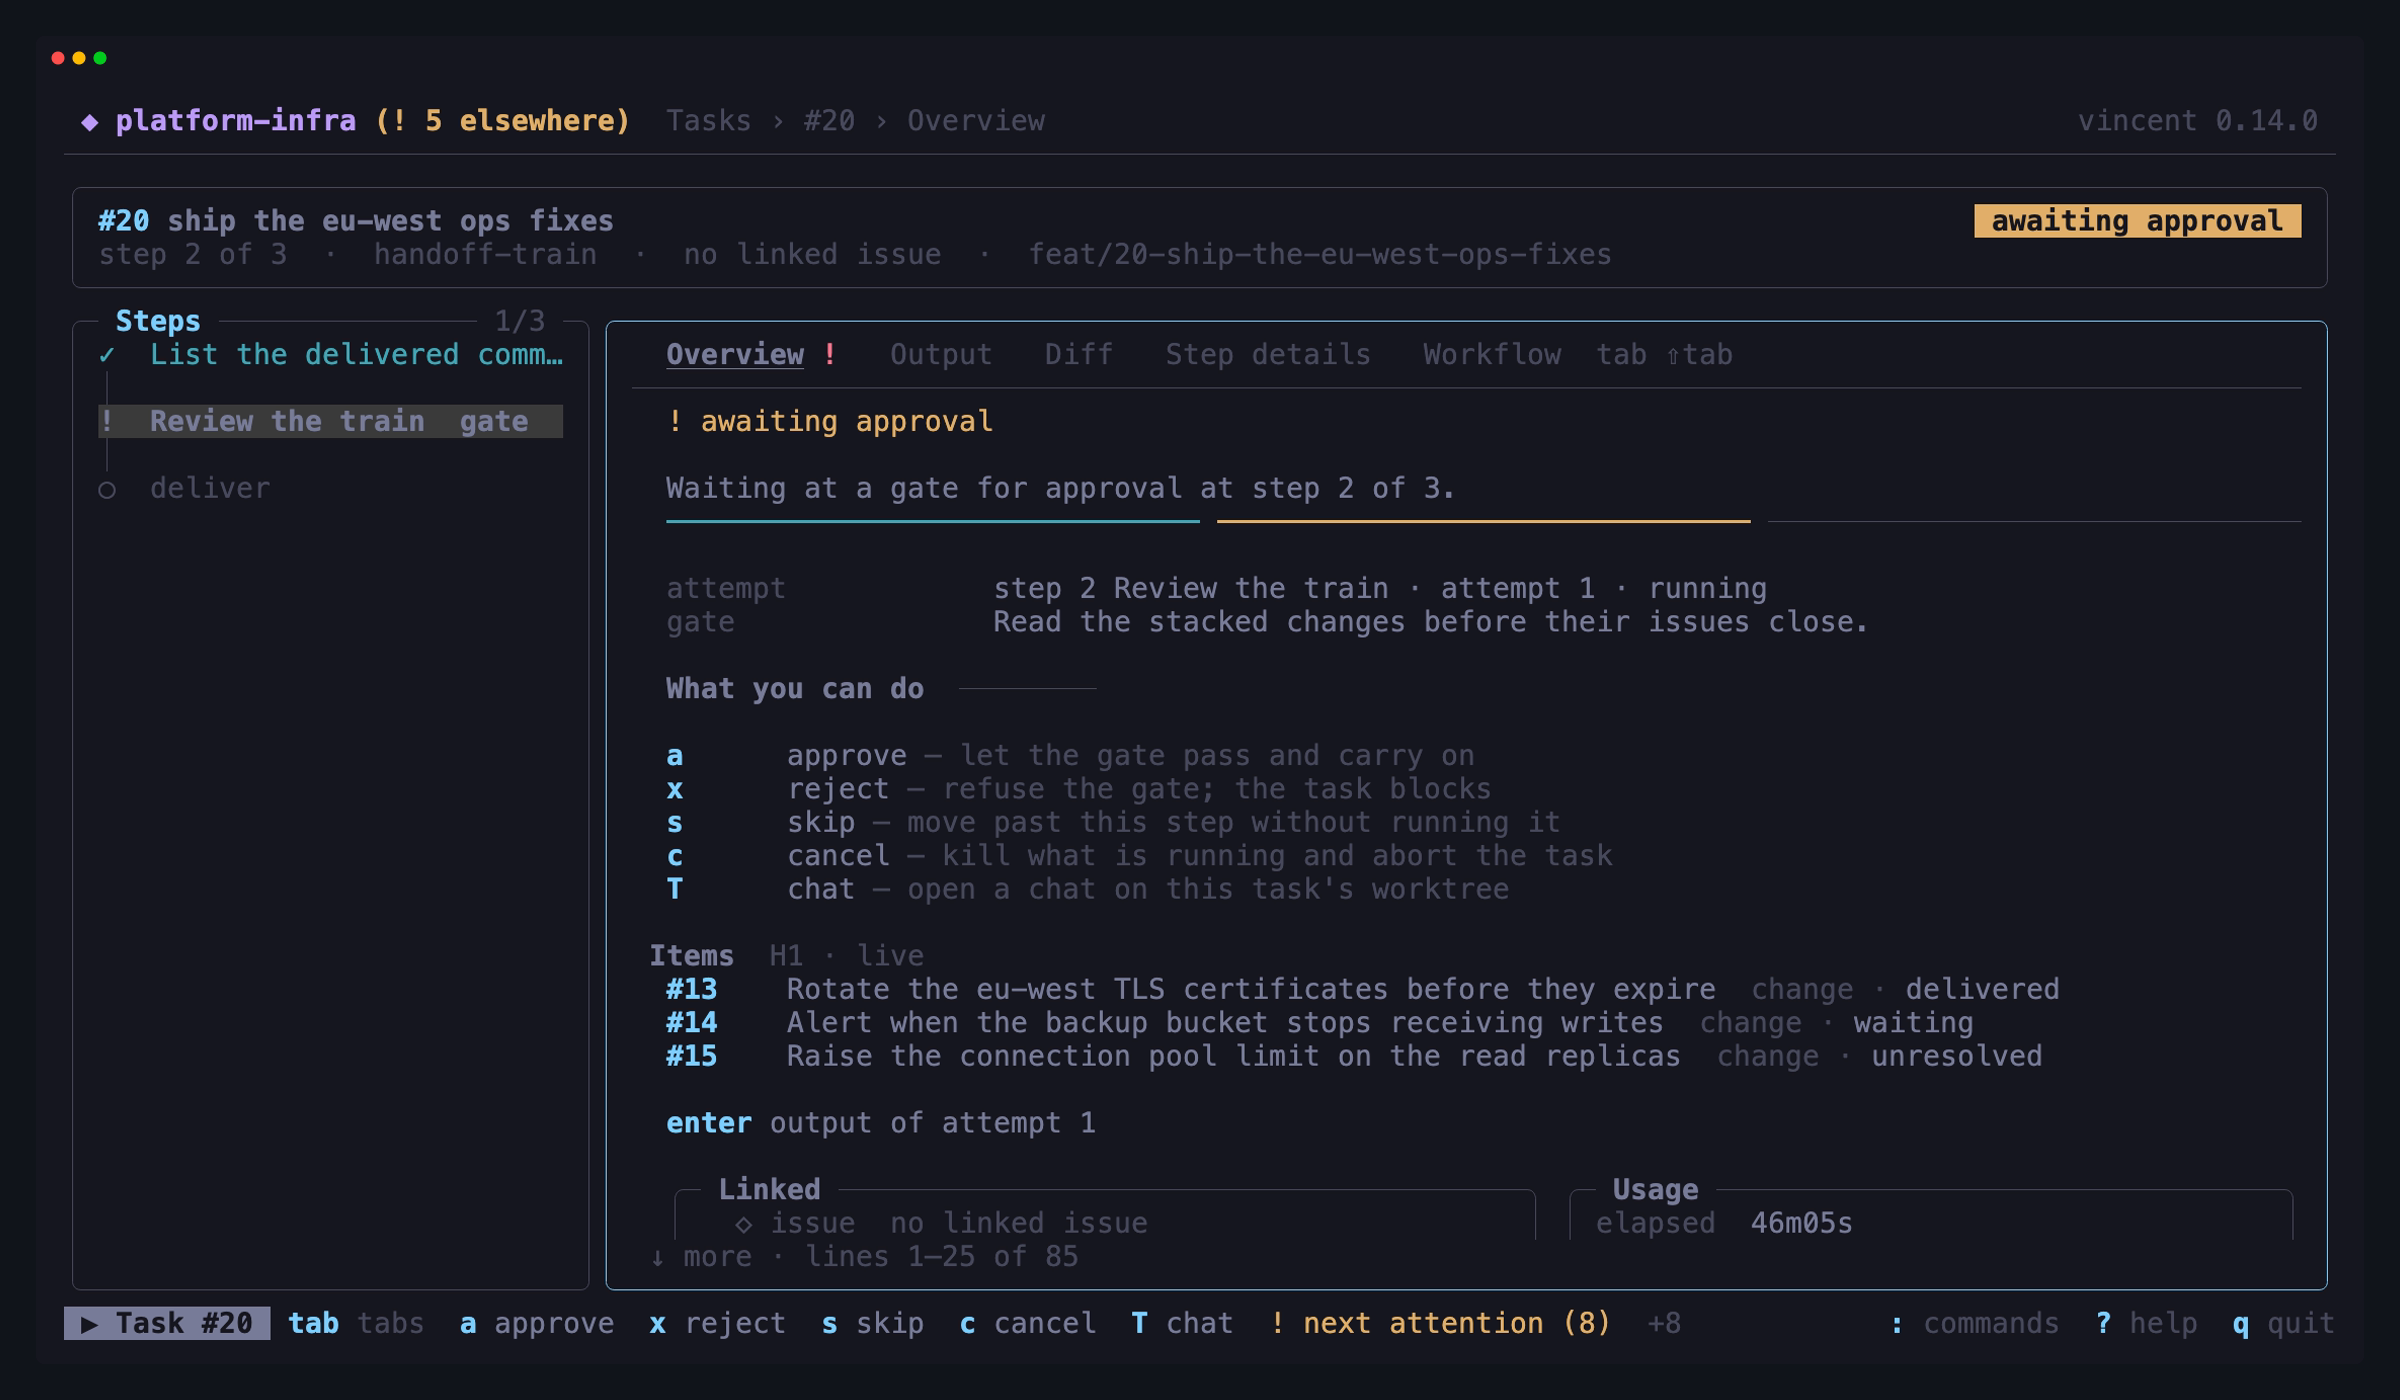 ◆ platform-infra (! 5 elsewhere) Tasks › #20 › Overview vincent 0.14.0
#20 ship the eu-west ops fixes awaiting approval
step 2 of 3 · handoff-train · no linked issue · feat/20-ship-the-eu-west-ops-fixes
Steps 1/3
✓ List the delivered comm…
! Review the train gate
○ deliver
Overview ! Output Diff Step details Workflow tab ⇧tab
! awaiting approval
Waiting at a gate for approval at step 2 of 3.
attempt step 2 Review the train · attempt 1 · running
gate Read the stacked changes before their issues close.
What you can do
a approve — let the gate pass and carry on
x reject — refuse the gate; the task blocks
s skip — move past this step without running it
c cancel — kill what is running and abort the task
T chat — open a chat on this task's worktree
Items H1 · live
#13 Rotate the eu-west TLS certificates before they expire change · delivered
#14 Alert when the backup bucket stops receiving writes change · waiting
#15 Raise the connection pool limit on the read replicas change · unresolved
enter output of attempt 1
Linked
◇ issue no linked issue
Usage
elapsed 46m05s
↓ more · lines 1–25 of 85
▶ Task #20 tab tabs a approve x reject s skip c cancel T chat ! next attention (8) +8 : commands ? help q quit